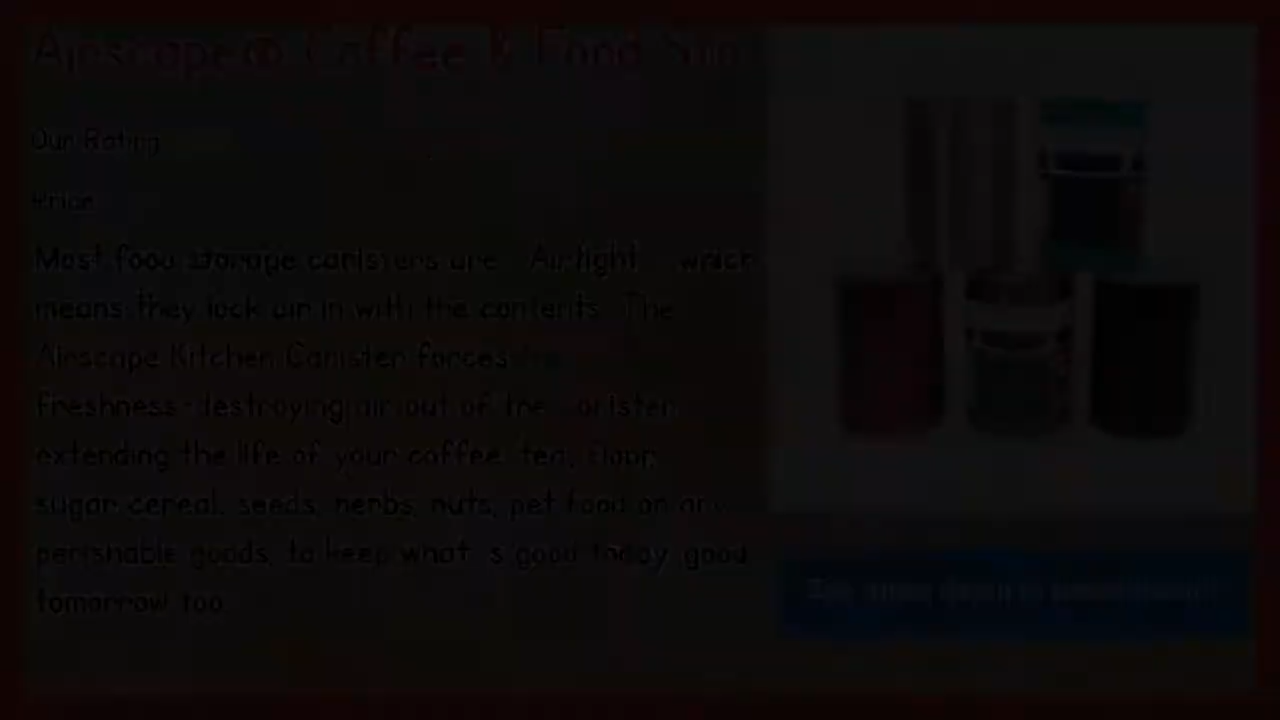 Airscape® Coffee & Food
Our Rating
Price
Most food storage canisters are Airtight which
means they lock air in with the contents. The
Airscape Kitchen Canister forces
freshness-destroying air out of the canister
extending the life of your coffee, tea, flour,
sugar cereal, seeds, herbs, nuts, pet food or any
perishable goods, to keep what's good today, good
tomorrow too